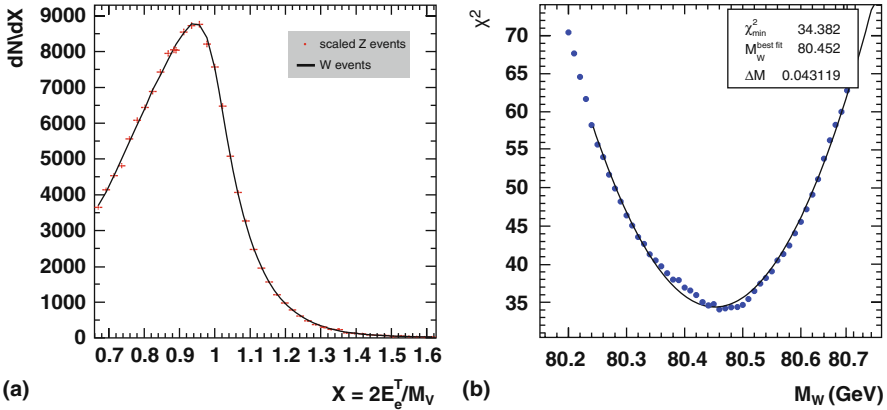 dN\dX
9000
8000
7000
6000
5000
4000
3000
2000
1000
0
scaled Z events
W events
0.7 0.8 0.9 1 1.1 1.2 1.3 1.4 1.5 1.6
(a)
X = 2E_e^T/M_V
χ²
70
65
60
55
50
45
40
35
χ²_min 34.382
M_W^best fit 80.452
ΔM 0.043119
80.2 80.3 80.4 80.5 80.6 80.7
(b)
M_W (GeV)